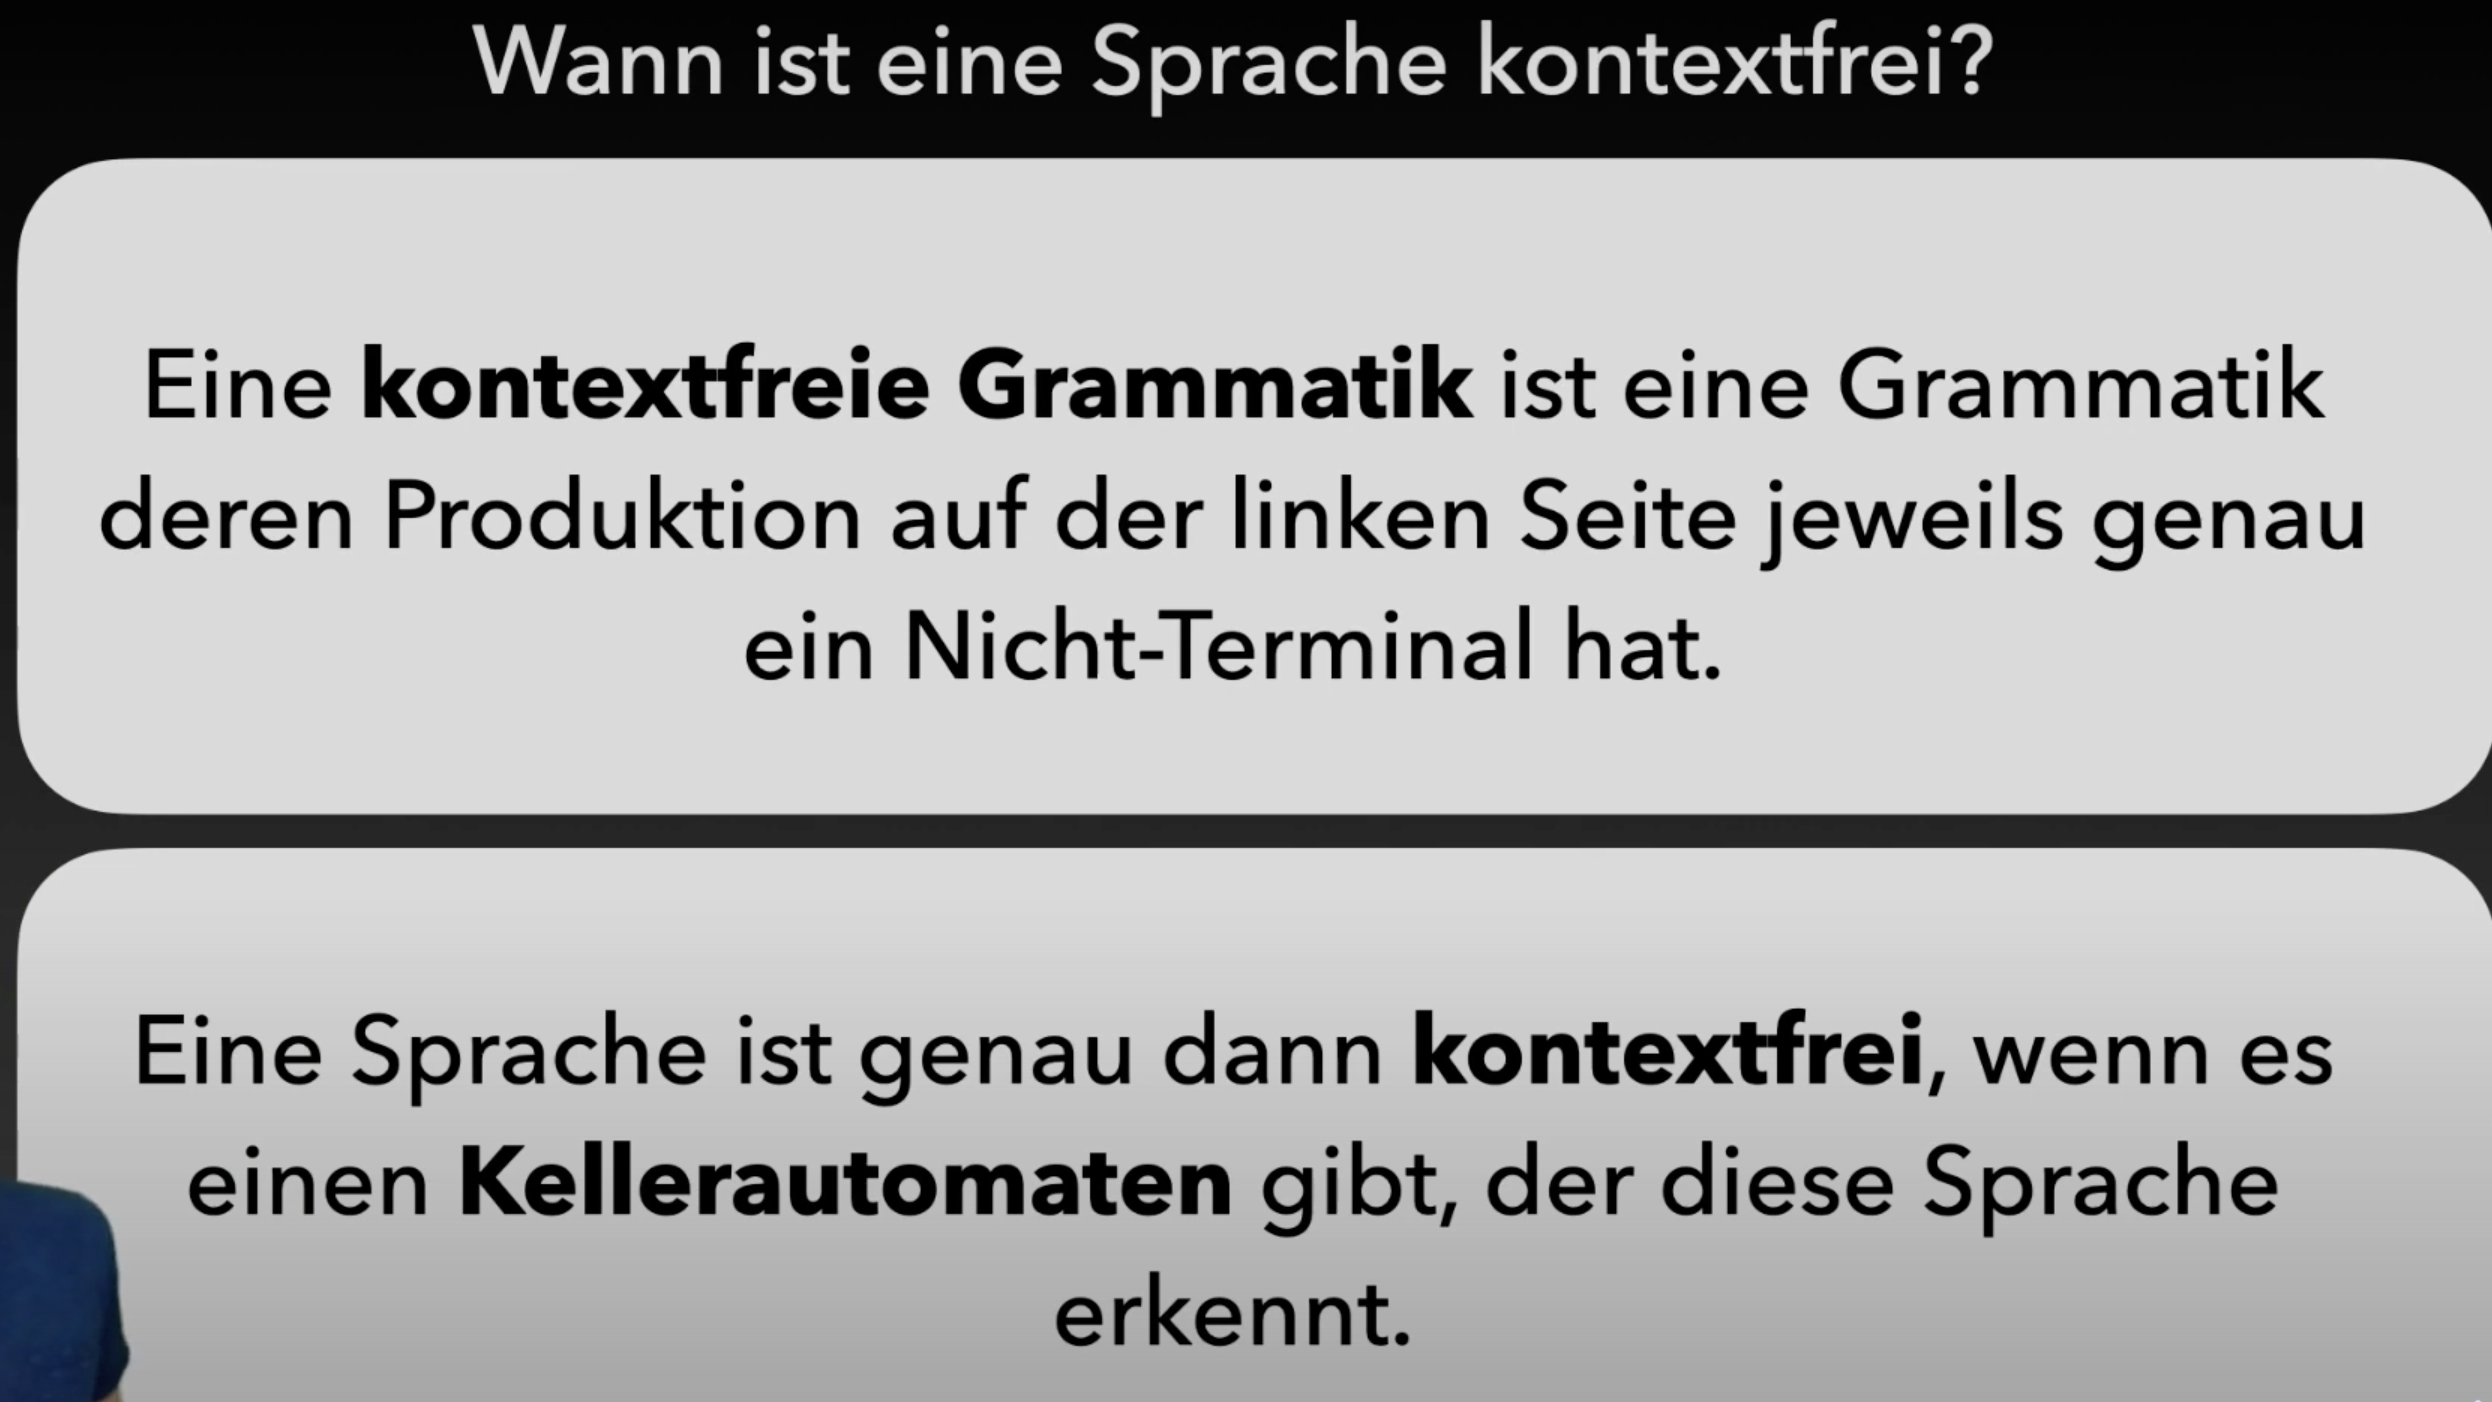 Wann ist eine Sprache kontextfrei?
Eine kontextfreie Grammatik ist eine Grammatik
deren Produktion auf der linken Seite jeweils genau
ein Nicht-Terminal hat.
Eine Sprache ist genau dann kontextfrei, wenn es
einen Kellerautomaten gibt, der diese Sprache
erkennt.